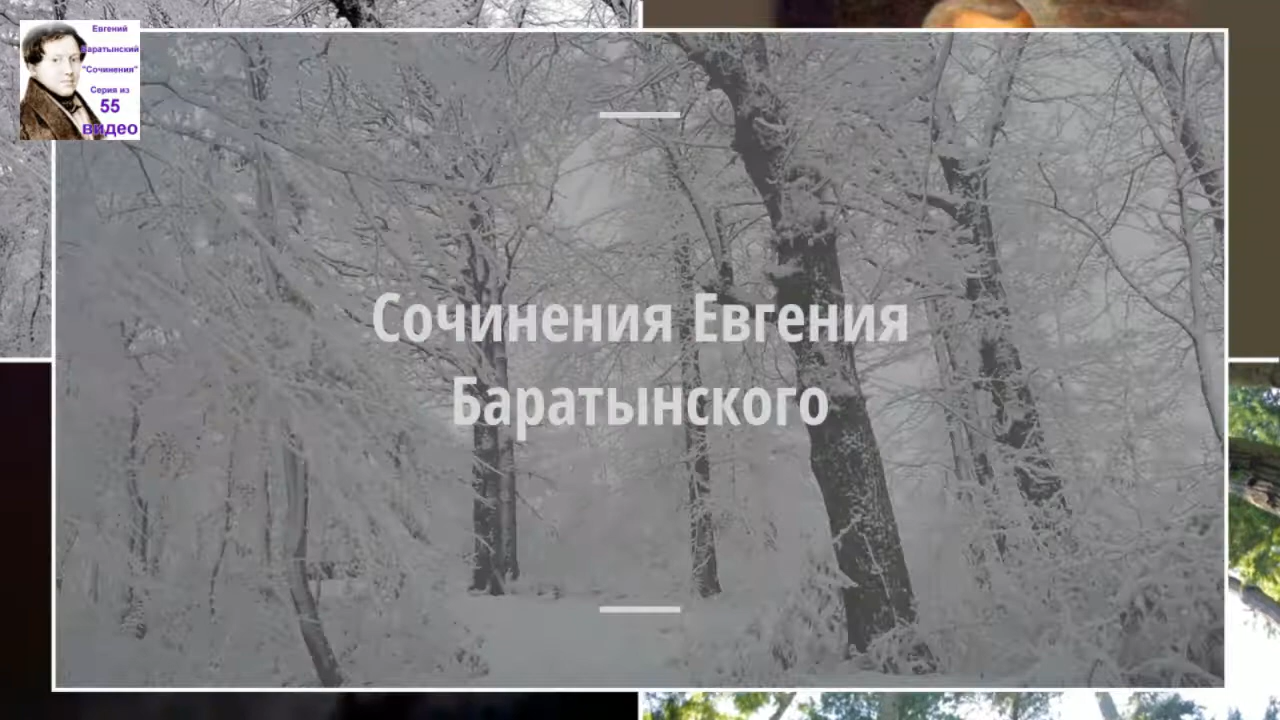 Евгений
Баратынский
"Сочинения"
Серия из
55
видео
Сочинения Евгения
Баратынского